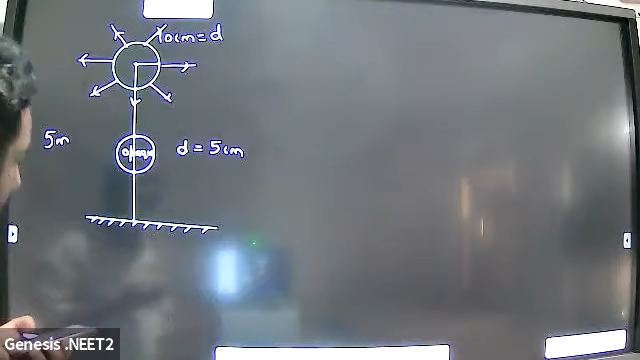 10cm = d
5m
d = 5cm
Genesis .NEET2